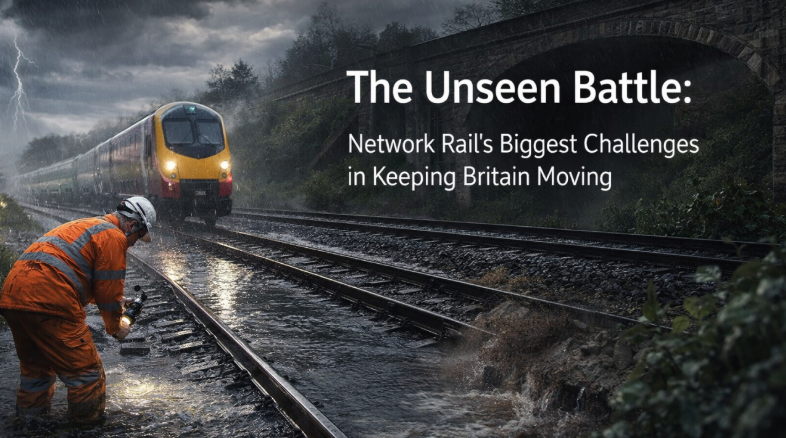 The Unseen Battle:
Network Rail's Biggest Challenges
in Keeping Britain Moving